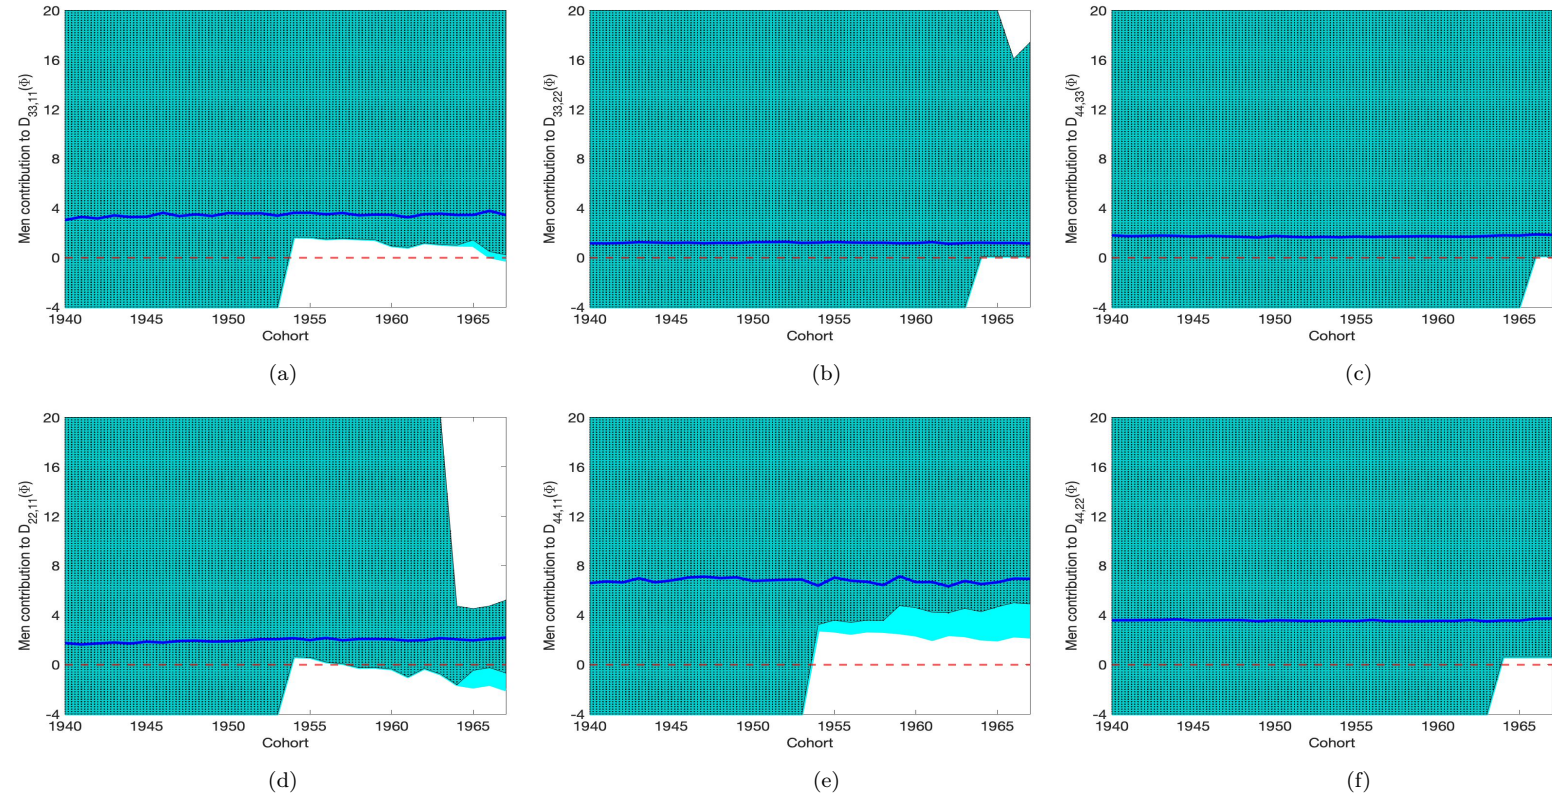 20
16
12
8
4
0
-4
Men contribution to D33,11(Φ)
1940 1945 1950 1955 1960 1965
Cohort
(a)
20
16
12
8
4
0
-4
Men contribution to D33,22(Φ)
1940 1945 1950 1955 1960 1965
Cohort
(b)
20
16
12
8
4
0
-4
Men contribution to D44,33(Φ)
1940 1945 1950 1955 1960 1965
Cohort
(c)
20
16
12
8
4
0
-4
Men contribution to D22,11(Φ)
1940 1945 1950 1955 1960 1965
Cohort
(d)
20
16
12
8
4
0
-4
Men contribution to D44,11(Φ)
1940 1945 1950 1955 1960 1965
Cohort
(e)
20
16
12
8
4
0
-4
Men contribution to D44,22(Φ)
1940 1945 1950 1955 1960 1965
Cohort
(f)